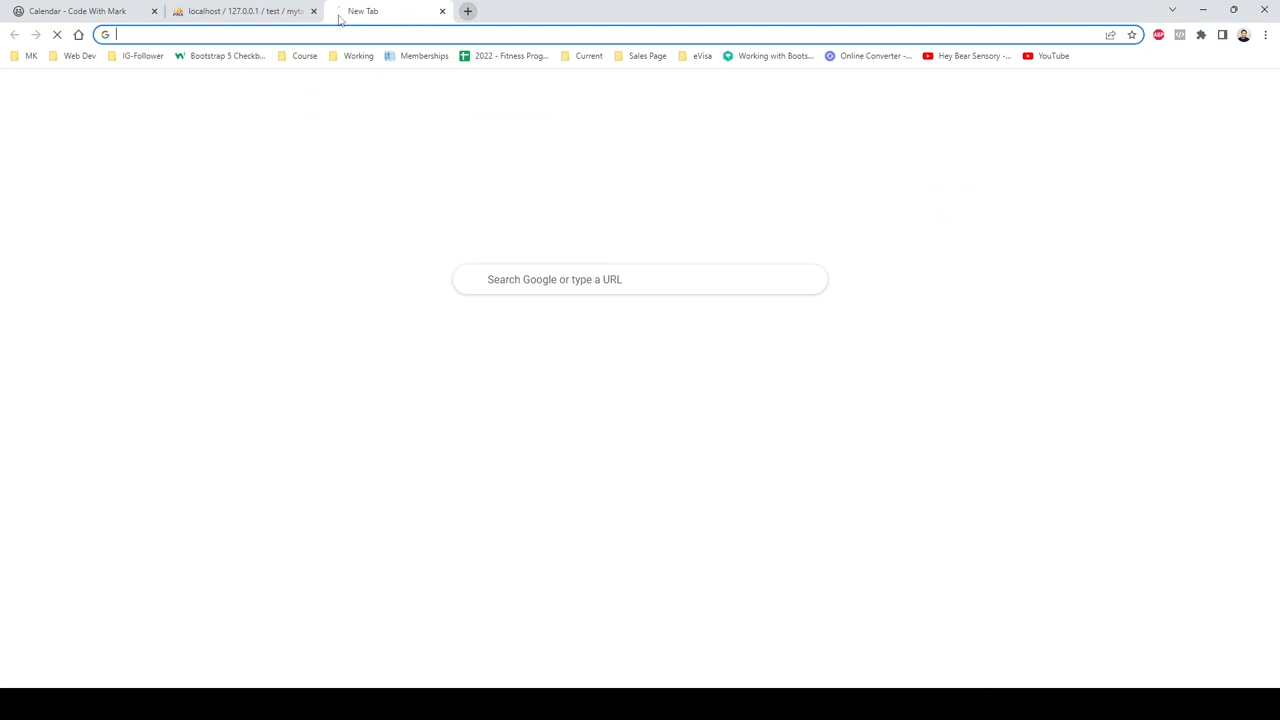 Calendar - Code With Mark
localhost / 127.0.0.1 / test / myta
New Tab
MK
Web Dev
IG-Follower
Bootstrap 5 Checkb...
Course
Working
Memberships
2022 - Fitness Prog...
Current
Sales Page
eVisa
Working with Boots...
Online Converter -...
Hey Bear Sensory -...
YouTube
ABP
Search Google or type a URL